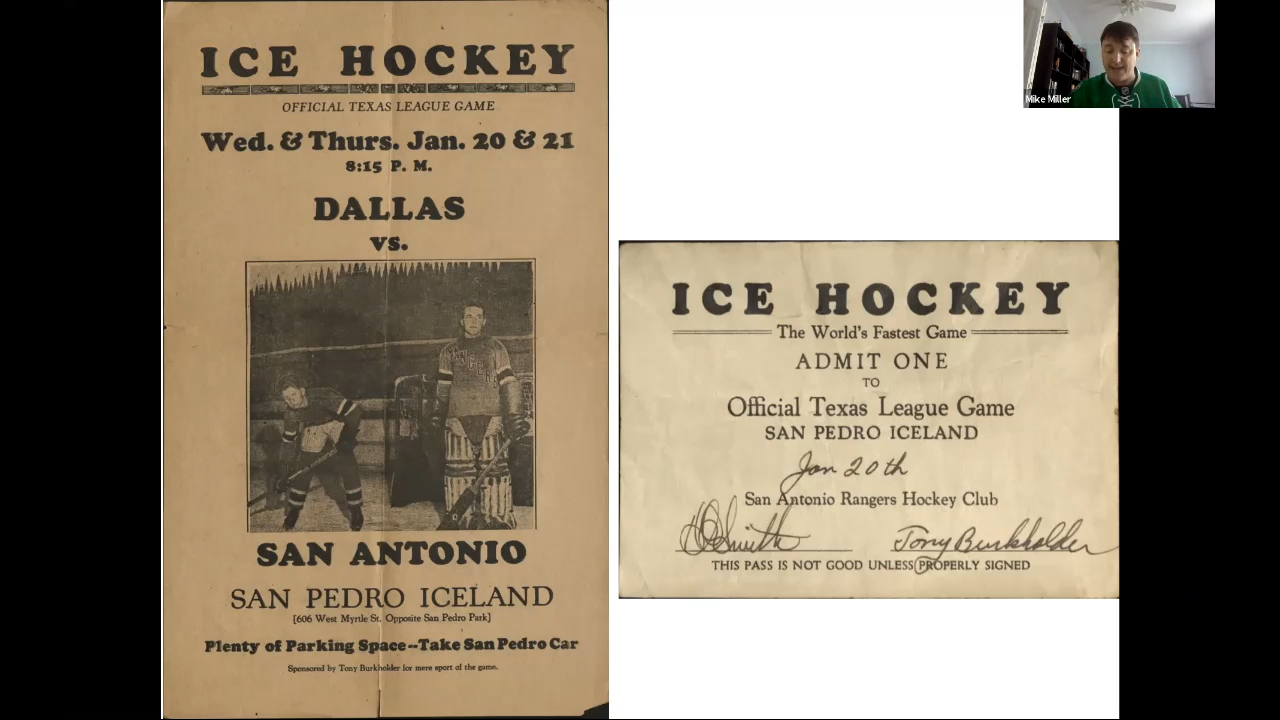 ICE HOCKEY
OFFICIAL TEXAS LEAGUE GAME
Wed. & Thurs. Jan. 20 & 21
8:15 P. M.
DALLAS
vs.
SAN ANTONIO
SAN PEDRO ICELAND
[606 West Myrtle St. Opposite San Pedro Park]
Plenty of Parking Space--Take San Pedro Car
Sponsored by Tony Burkholder for mere sport of the game.
ICE HOCKEY
The World's Fastest Game
ADMIT ONE
TO
Official Texas League Game
SAN PEDRO ICELAND
Jan 20th
San Antonio Rangers Hockey Club
Smith Tony Burkholder
THIS PASS IS NOT GOOD UNLESS PROPERLY SIGNED
Mike Miller